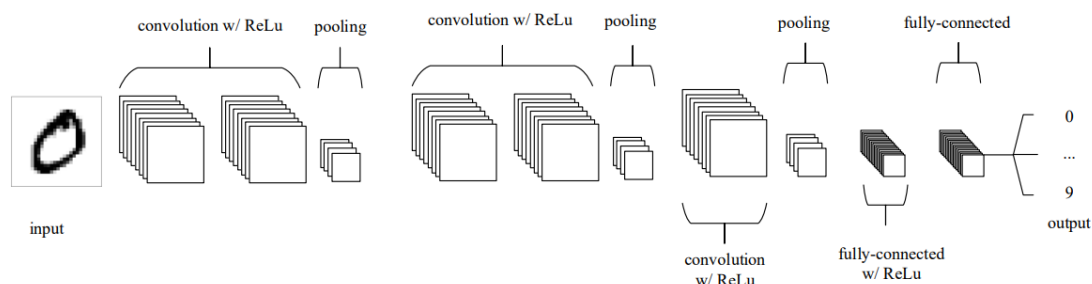 convolution w/ ReLu
pooling
convolution w/ ReLu
pooling
pooling
fully-connected
0
...
9
input
output
convolution
w/ ReLu
fully-connected
w/ ReLu